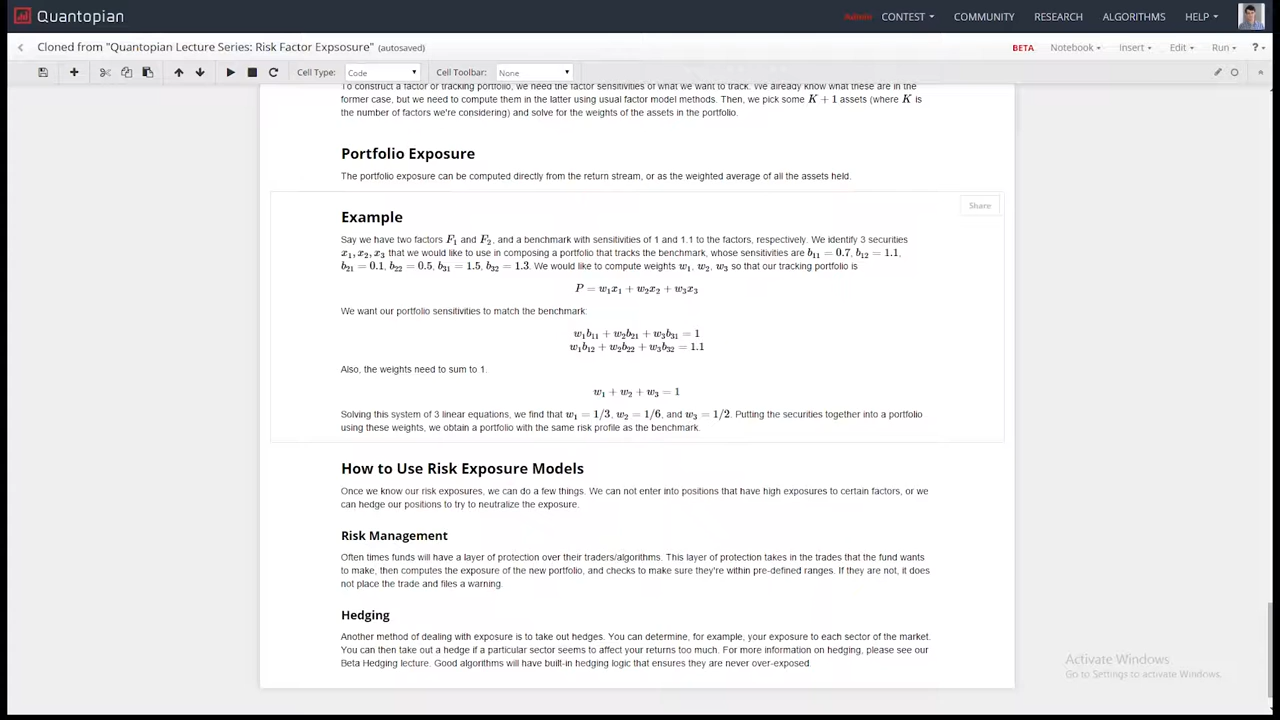 Quantopian
Admin CONTEST COMMUNITY RESEARCH ALGORITHMS HELP
Cloned from "Quantopian Lecture Series: Risk Factor Expsosure" (autosaved)
BETA Notebook Insert Edit Run ?
Cell Type: Code Cell Toolbar: None
To construct a factor or tracking portfolio, we need the factor sensitivities of what we want to track. We already know what these are in the
former case, but we need to compute them in the latter using usual factor model methods. Then, we pick some K + 1 assets (where K is
the number of factors we're considering) and solve for the weights of the assets in the portfolio.
Portfolio Exposure
The portfolio exposure can be computed directly from the return stream, or as the weighted average of all the assets held.
Share
Example
Say we have two factors F₁ and F₂, and a benchmark with sensitivities of 1 and 1.1 to the factors, respectively. We identify 3 securities
x₁, x₂, x₃ that we would like to use in composing a portfolio that tracks the benchmark, whose sensitivities are b₁₁ = 0.7, b₁₂ = 1.1,
b₂₁ = 0.1, b₂₂ = 0.5, b₃₁ = 1.5, b₃₂ = 1.3. We would like to compute weights w₁, w₂, w₃ so that our tracking portfolio is
P = w₁x₁ + w₂x₂ + w₃x₃
We want our portfolio sensitivities to match the benchmark:
w₁b₁₁ + w₂b₂₁ + w₃b₃₁ = 1
w₁b₁₂ + w₂b₂₂ + w₃b₃₂ = 1.1
Also, the weights need to sum to 1.
w₁ + w₂ + w₃ = 1
Solving this system of 3 linear equations, we find that w₁ = 1/3, w₂ = 1/6, and w₃ = 1/2. Putting the securities together into a portfolio
using these weights, we obtain a portfolio with the same risk profile as the benchmark.
How to Use Risk Exposure Models
Once we know our risk exposures, we can do a few things. We can not enter into positions that have high exposures to certain factors, or we
can hedge our positions to try to neutralize the exposure.
Risk Management
Often times funds will have a layer of protection over their traders/algorithms. This layer of protection takes in the trades that the fund wants
to make, then computes the exposure of the new portfolio, and checks to make sure they're within pre-defined ranges. If they are not, it does
not place the trade and files a warning.
Hedging
Another method of dealing with exposure is to take out hedges. You can determine, for example, your exposure to each sector of the market.
You can then take out a hedge if a particular sector seems to affect your returns too much. For more information on hedging, please see our
Beta Hedging lecture. Good algorithms will have built-in hedging logic that ensures they are never over-exposed.
Activate Windows
Go to Settings to activate Windows.